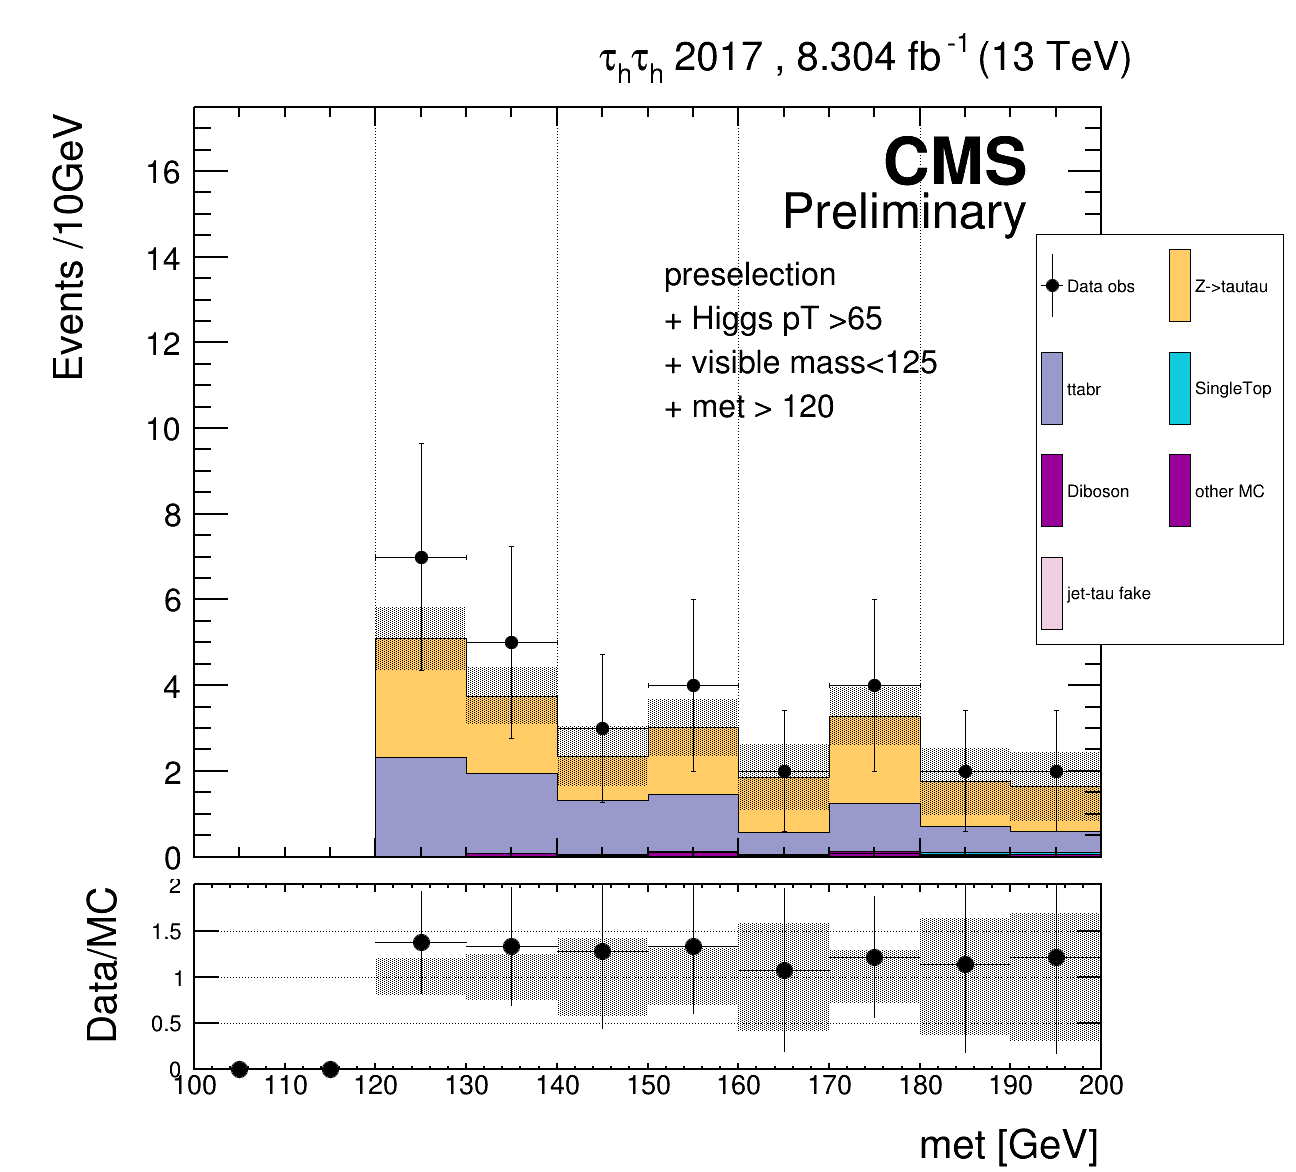 τhτh 2017 , 8.304 fb-1 (13 TeV)
Events /10GeV
16
14
12
10
8
6
4
2
0
CMS
Preliminary
preselection
+ Higgs pT >65
+ visible mass<125
+ met > 120
Data obs
Z->tautau
ttabr
SingleTop
Diboson
other MC
jet-tau fake
Data/MC
2
1.5
1
0.5
0
100 110 120 130 140 150 160 170 180 190 200
met [GeV]